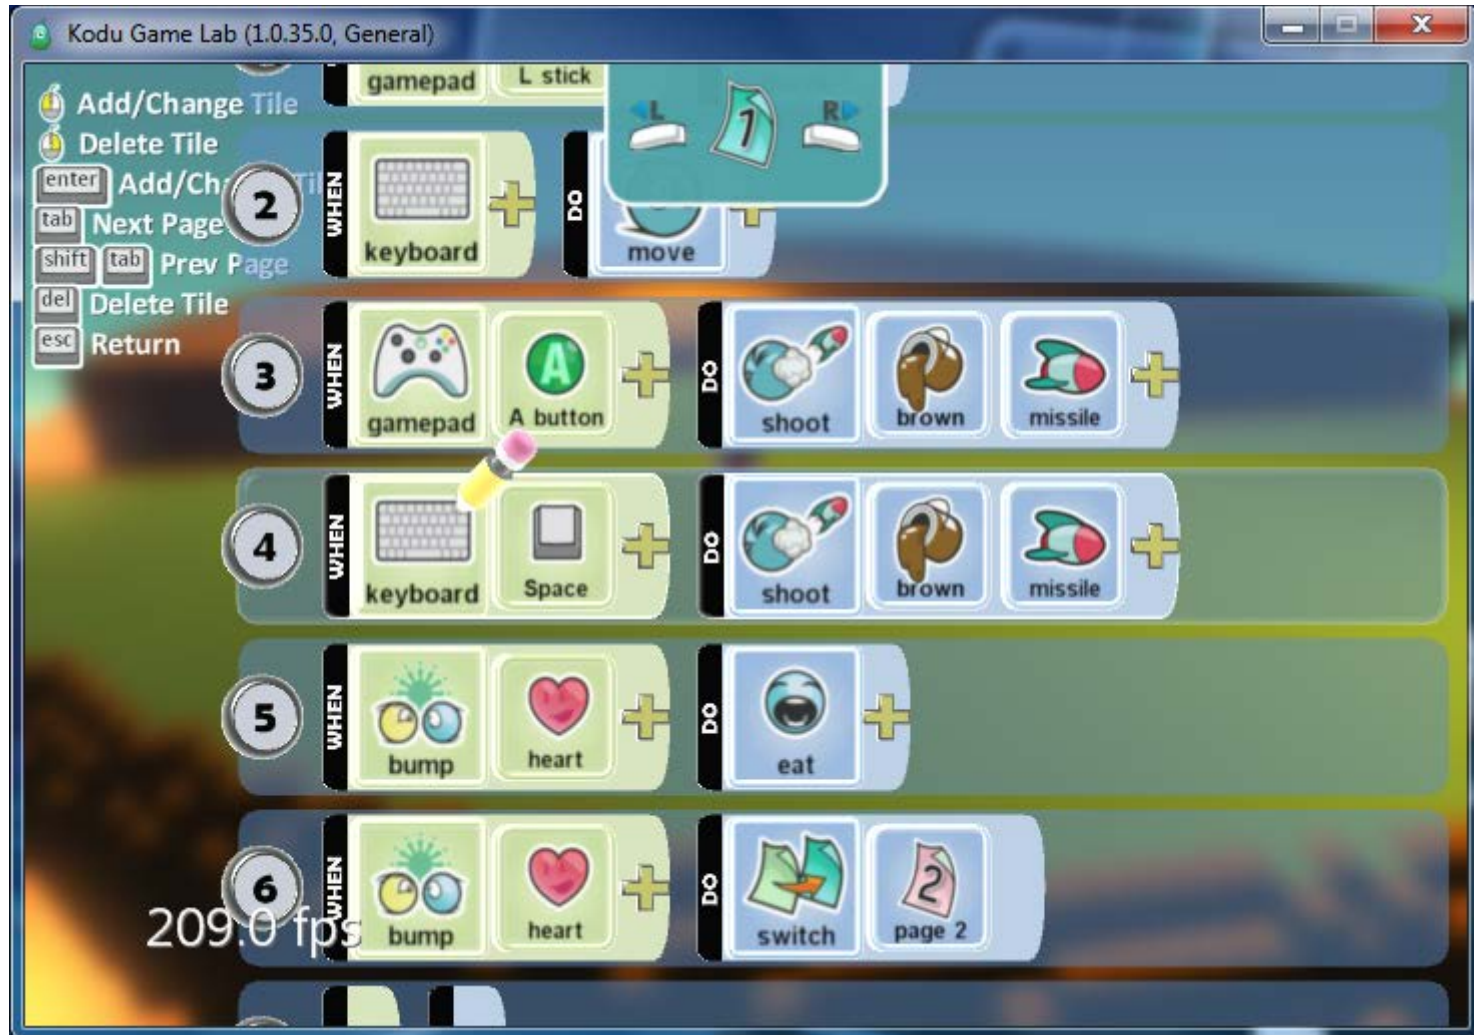 Kodu Game Lab (1.0.35.0, General)
gamepad L stick
L 1 R
Add/Change Tile
Delete Tile
enter Add/Ch Til
tab Next Page
shift tab Prev Page
del Delete Tile
esc Return
2 WHEN keyboard DO move
3 WHEN gamepad A A button DO shoot brown missile
4 WHEN keyboard Space DO shoot brown missile
5 WHEN bump heart DO eat
6 WHEN bump heart DO switch 2 page 2
209.0 fps